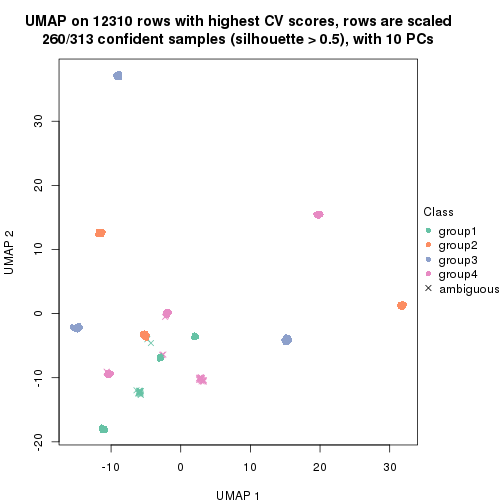 UMAP on 12310 rows with highest CV scores, rows are scaled
260/313 confident samples (silhouette > 0.5), with 10 PCs
30
20
10
0
-10
-20
UMAP 2
-10 0 10 20 30
UMAP 1
Class
group1
group2
group3
group4
ambiguous